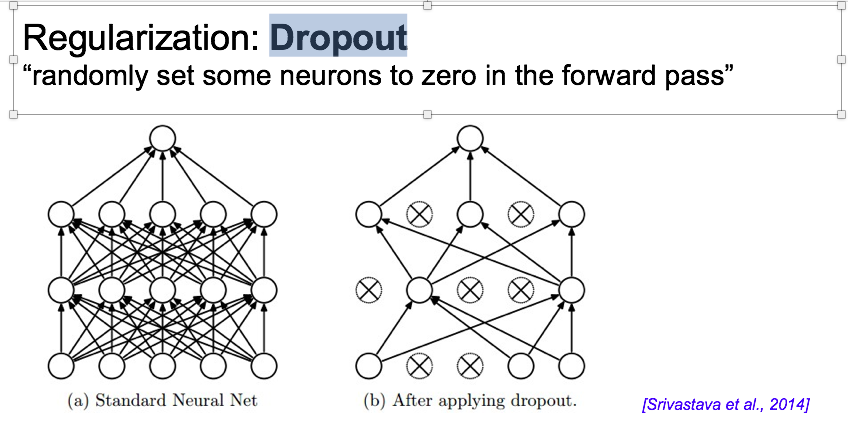 Regularization: Dropout
“randomly set some neurons to zero in the forward pass”
(a) Standard Neural Net
(b) After applying dropout.
[Srivastava et al., 2014]